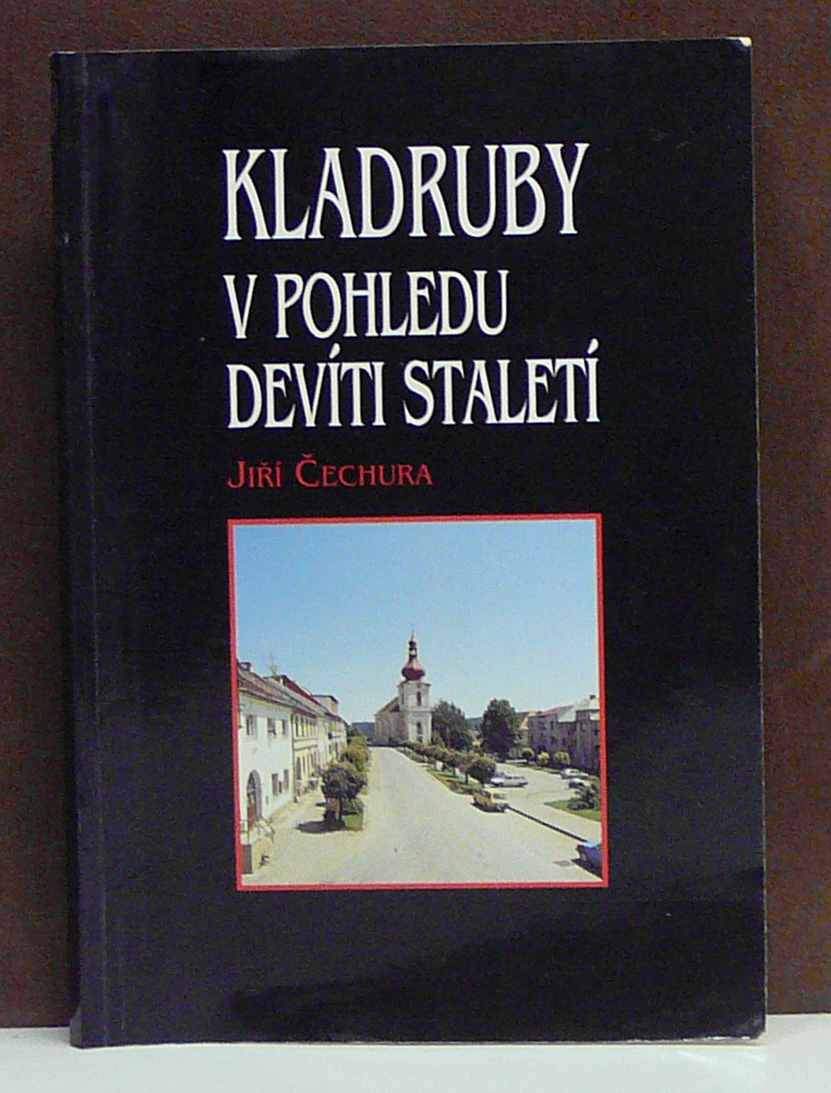 KLADRUBY
V POHLEDU
DEVÍTI STALETÍ
JIŘÍ ČECHURA